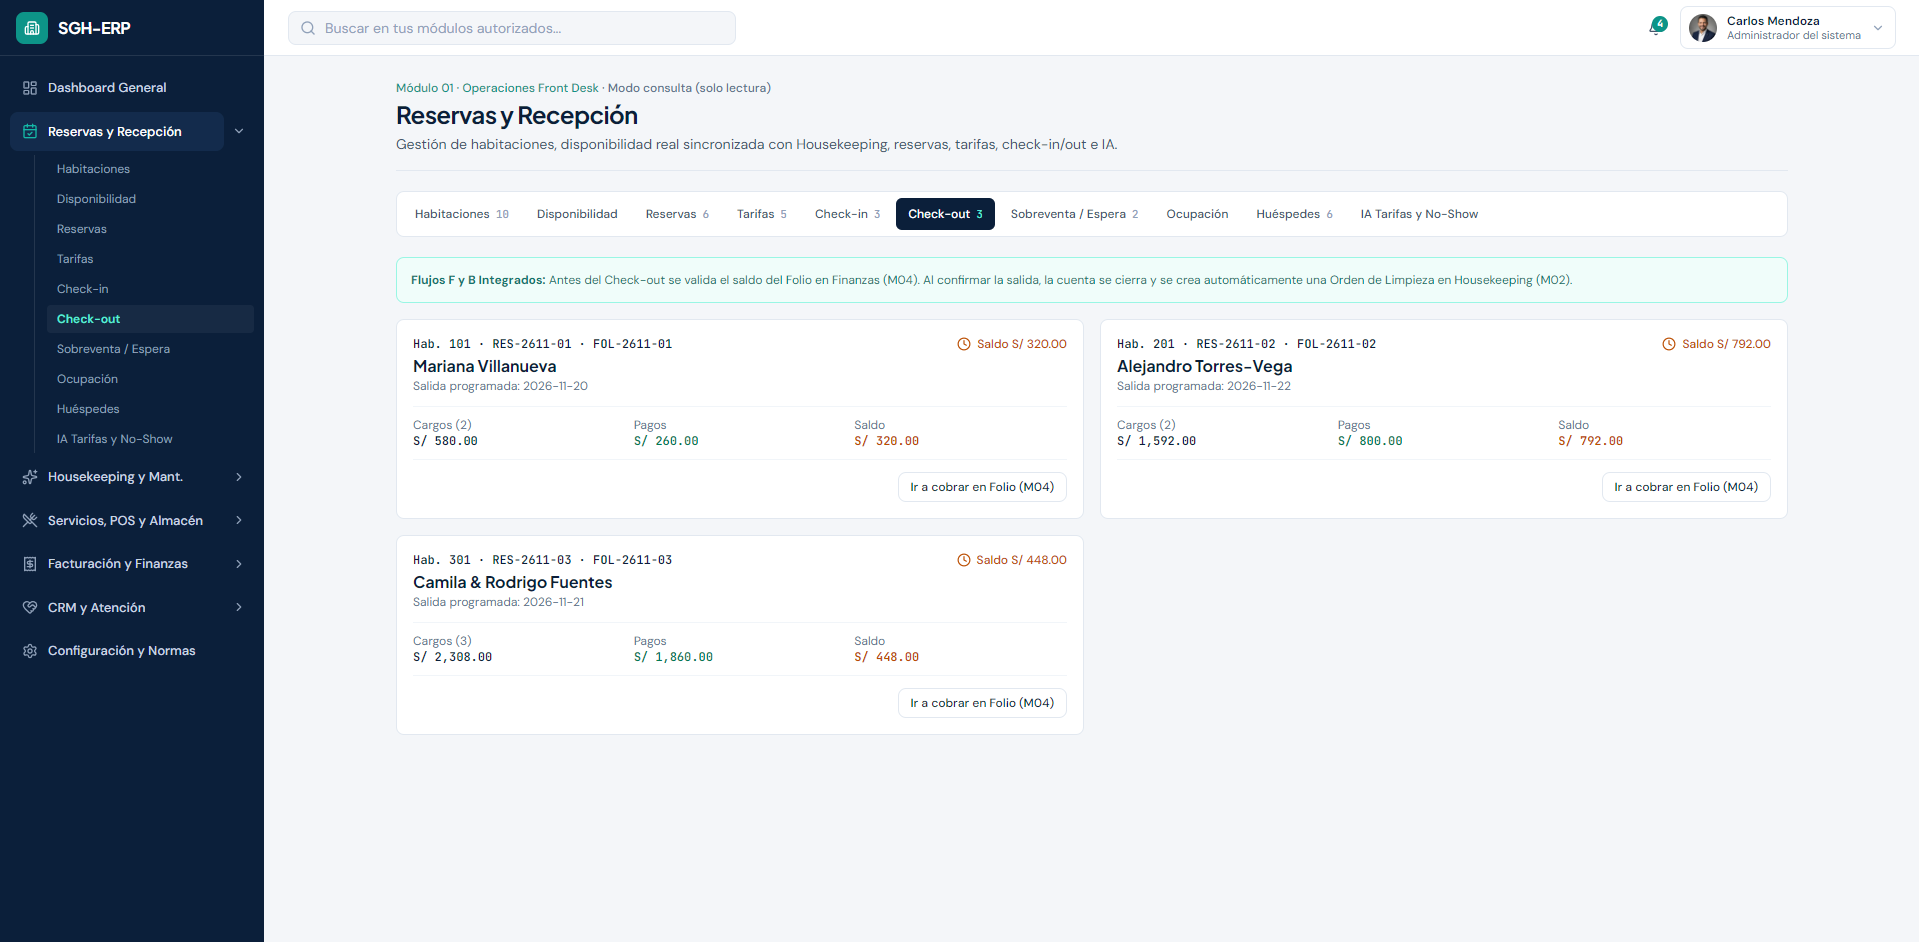 SGH-ERP
Buscar en tus módulos autorizados...
4
Carlos Mendoza
Administrador del sistema
Dashboard General
Reservas y Recepción
Habitaciones
Disponibilidad
Reservas
Tarifas
Check-in
Check-out
Sobreventa / Espera
Ocupación
Huéspedes
IA Tarifas y No-Show
Housekeeping y Mant.
Servicios, POS y Almacén
Facturación y Finanzas
CRM y Atención
Configuración y Normas
Módulo 01 · Operaciones Front Desk · Modo consulta (solo lectura)
Reservas y Recepción
Gestión de habitaciones, disponibilidad real sincronizada con Housekeeping, reservas, tarifas, check-in/out e IA.
Habitaciones 10 Disponibilidad Reservas 6 Tarifas 5 Check-in 3 Check-out 3 Sobreventa / Espera 2 Ocupación Huéspedes 6 IA Tarifas y No-Show
Flujos F y B Integrados: Antes del Check-out se valida el saldo del Folio en Finanzas (M04). Al confirmar la salida, la cuenta se cierra y se crea automáticamente una Orden de Limpieza en Housekeeping (M02).
Hab. 101 · RES-2611-01 · FOL-2611-01 Saldo S/ 320.00
Mariana Villanueva
Salida programada: 2026-11-20
Cargos (2) Pagos Saldo
S/ 580.00 S/ 260.00 S/ 320.00
Ir a cobrar en Folio (M04)
Hab. 201 · RES-2611-02 · FOL-2611-02 Saldo S/ 792.00
Alejandro Torres-Vega
Salida programada: 2026-11-22
Cargos (2) Pagos Saldo
S/ 1,592.00 S/ 800.00 S/ 792.00
Ir a cobrar en Folio (M04)
Hab. 301 · RES-2611-03 · FOL-2611-03 Saldo S/ 448.00
Camila & Rodrigo Fuentes
Salida programada: 2026-11-21
Cargos (3) Pagos Saldo
S/ 2,308.00 S/ 1,860.00 S/ 448.00
Ir a cobrar en Folio (M04)